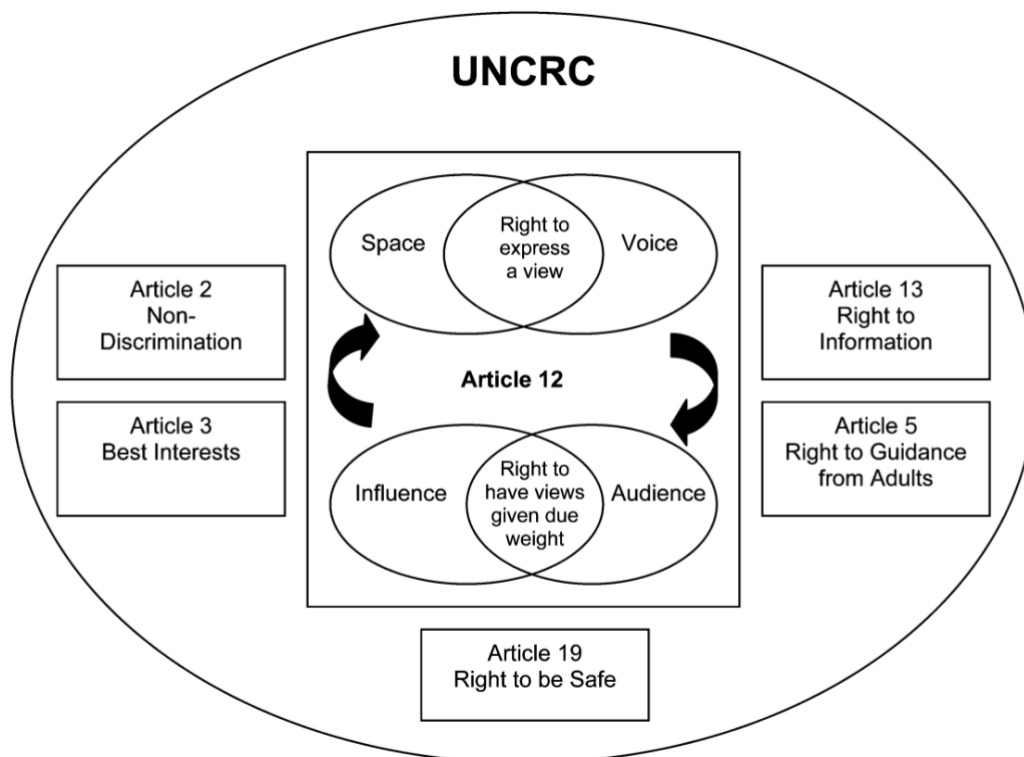 UNCRC
Space
Right to
express
a view
Voice
Article 2
Non-
Discrimination
Article 13
Right to
Information
Article 12
Article 3
Best Interests
Article 5
Right to Guidance
from Adults
Influence
Right to
have views
given due
weight
Audience
Article 19
Right to be Safe